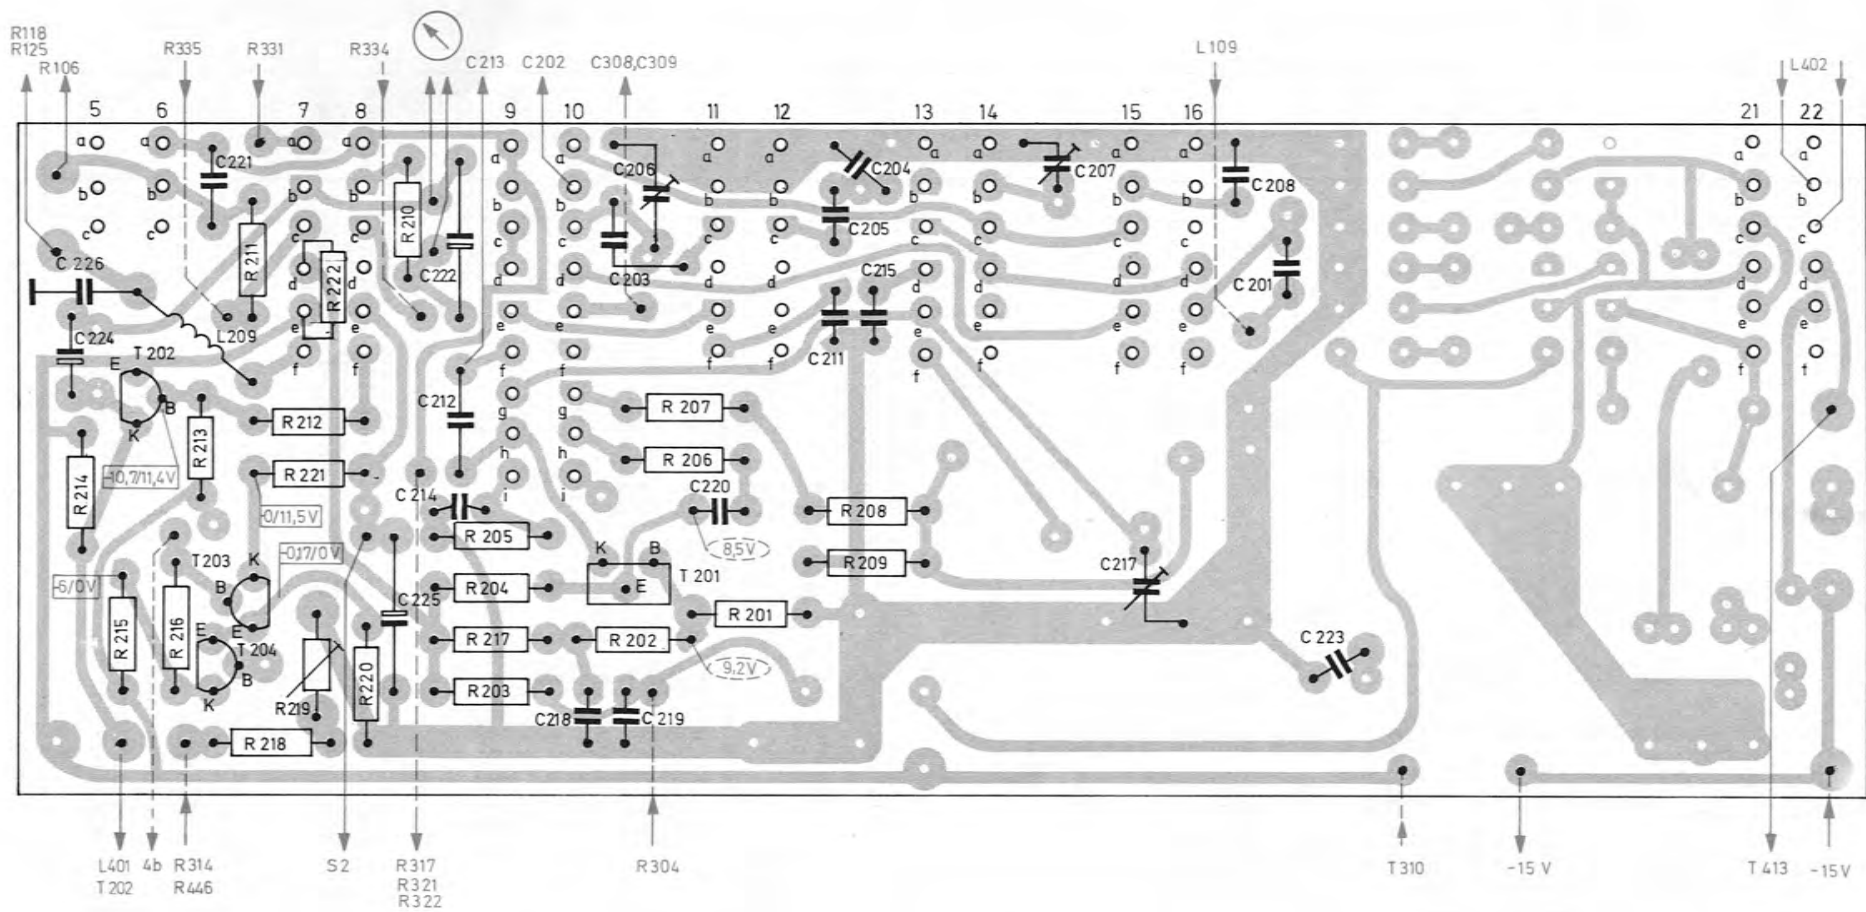 R118
R125
R106
R335
R331
R334
C213
C202
C308,C309
L109
L402
5 6 7 8 9 10 11 12 13 14 15 16 21 22
a a a a a a a a a a a a a a
C221
C206
C204
C207
C208
b b b b b b b b b b b b b b
R210
C205
c c c c c c c c c c c c c c
R211
C226
R222
C222
C203
C215
C201
d d d d d d d d d d d d
L209
C224
e e e e e e e e e e e e
T202
E
C211
f f f f f f f f f f f f
B
K
R212
C212
g g
R207
R213
h h
R214
-10,7/11,4V
R221
R206
i i
C214
C220
-0/11,5V
R205
R208
8,5V
-0,17/0V
T203
K
K B
T201
R209
C217
-6/0V
B
R204
E
C225
R201
R215
R216
E
E
T204
R217
R202
C223
B
K
R220
9,2V
R219
R203
C218
C219
R218
L401
T202
4b
R314
R446
S2
R317
R321
R322
R304
T310
-15V
T413
-15V